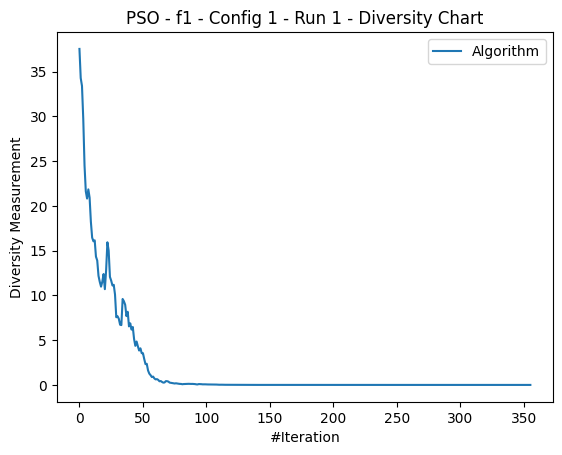 PSO - f1 - Config 1 - Run 1 - Diversity Chart
Algorithm
Diversity Measurement
35
30
25
20
15
10
5
0
0 50 100 150 200 250 300 350
#Iteration